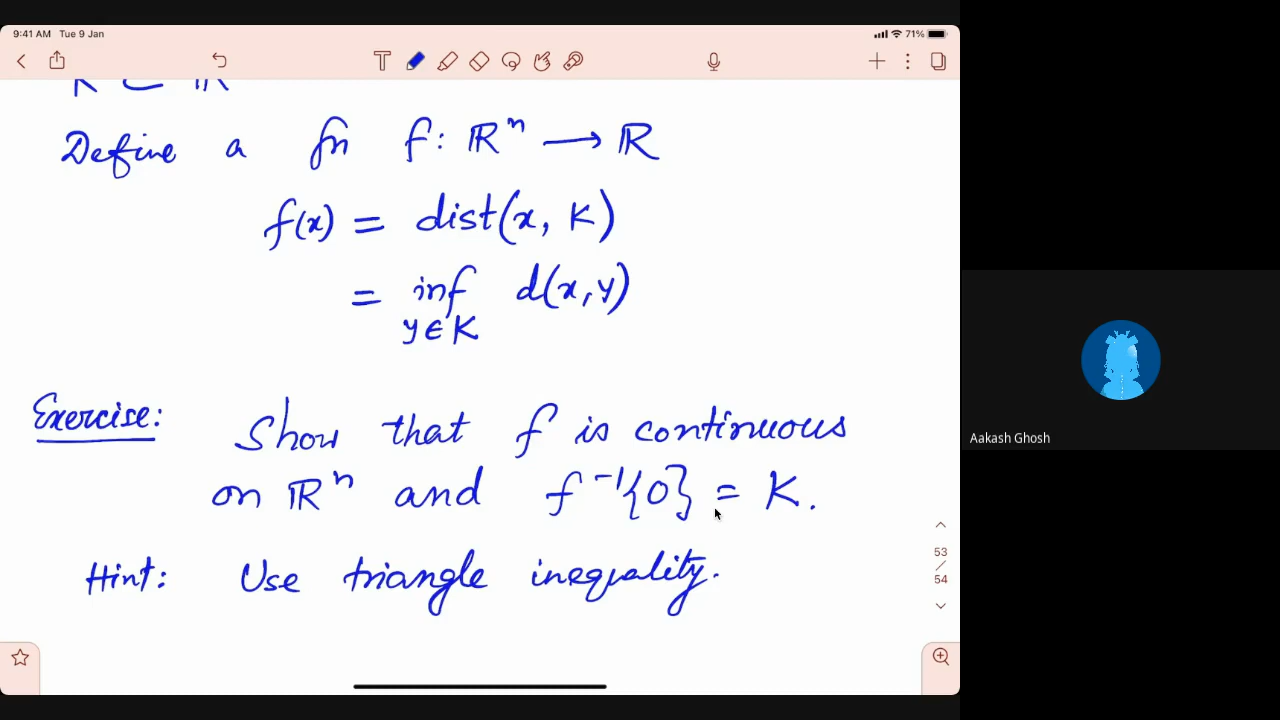 9:41 AM Tue 9 Jan
71%
Define a fn f: ℝⁿ ⟶ ℝ
f(x) = dist(x, K)
= inf d(x,y)
y∈K
Exercise: Show that f is continuous
on ℝⁿ and f⁻¹{0} = K.
Hint: Use triangle inequality.
53
/
54
Aakash Ghosh